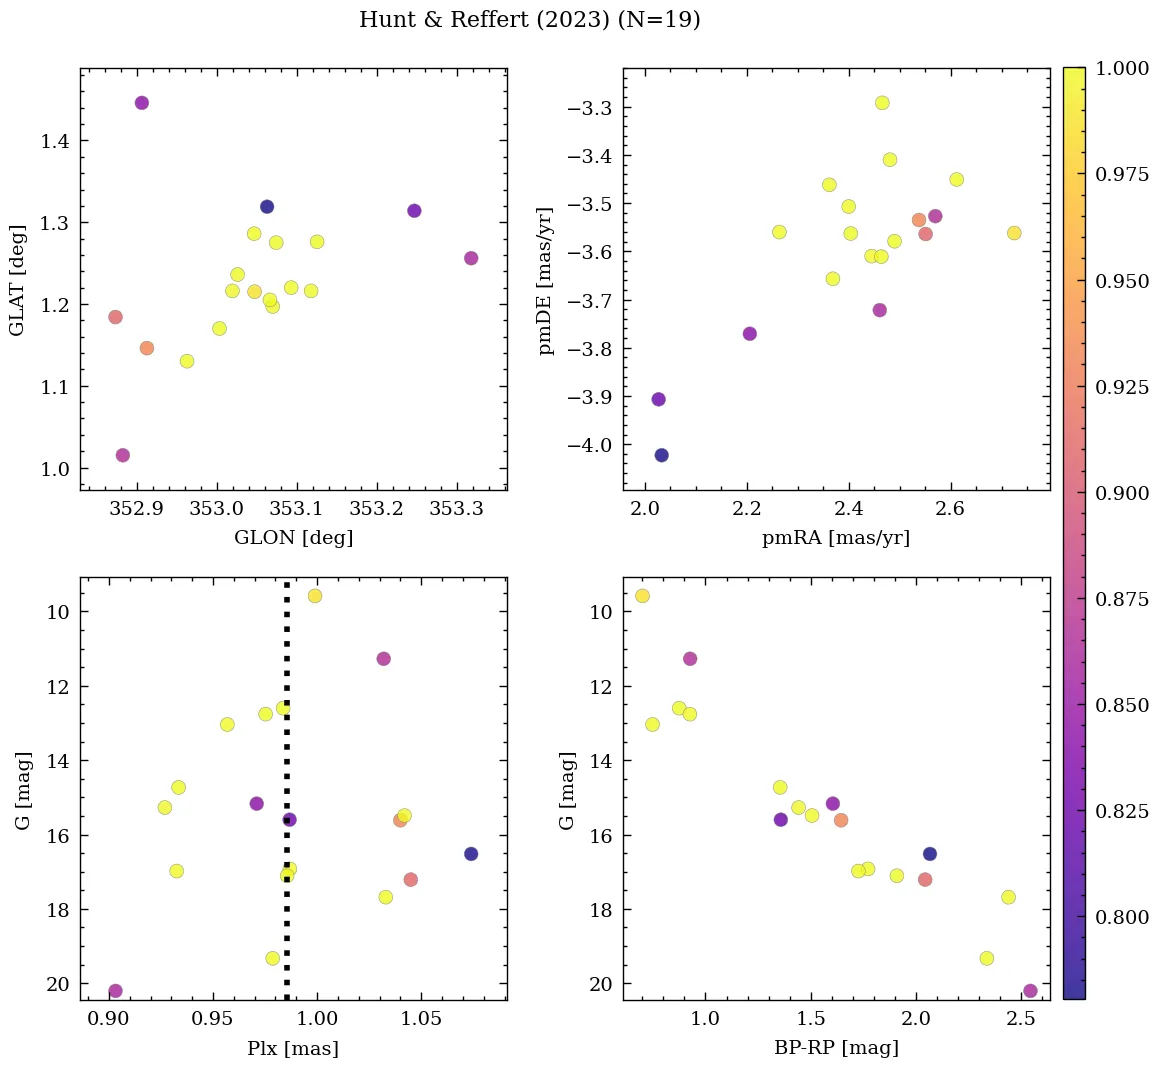 Hunt & Reffert (2023) (N=19)
GLAT [deg]
1.4
1.3
1.2
1.1
1.0
352.9 353.0 353.1 353.2 353.3
GLON [deg]
pmDE [mas/yr]
−3.3
−3.4
−3.5
−3.6
−3.7
−3.8
−3.9
−4.0
2.0 2.2 2.4 2.6
pmRA [mas/yr]
G [mag]
10
12
14
16
18
20
0.90 0.95 1.00 1.05
Plx [mas]
G [mag]
10
12
14
16
18
20
1.0 1.5 2.0 2.5
BP-RP [mag]
1.000
0.975
0.950
0.925
0.900
0.875
0.850
0.825
0.800